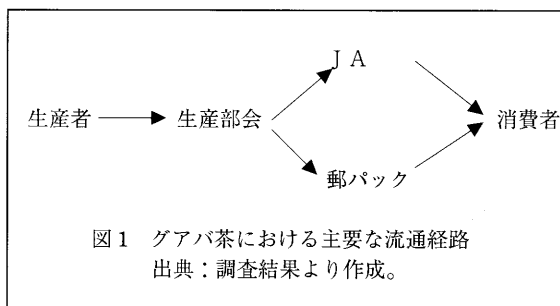 ＪＡ
生産者
生産部会
消費者
郵パック
図１　グアバ茶における主要な流通経路
出典：調査結果より作成。